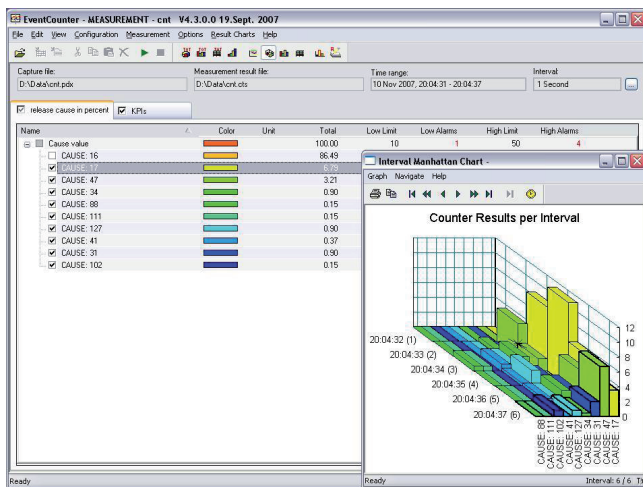 EventCounter - MEASUREMENT - cnt V4.3.0.0 19.Sept. 2007
File Edit View Configuration Measurement Options Result Charts Help
Capture file: Measurement result file: Time range: Interval:
D:\Data\cnt.pdx D:\Data\cnt.cts 10 Nov 2007, 20:04:31 - 20:04:37 1 Second ...
release cause in percent KPIs
Name Color Unit Total Low Limit Low Alarms High Limit High Alarms
Cause value 100.00 10 1 50 4
CAUSE: 16 86.49
CAUSE: 17 6.75
CAUSE: 47 3.21
CAUSE: 34 0.90
CAUSE: 88 0.15
CAUSE: 111 0.15
CAUSE: 127 0.90
CAUSE: 41 0.37
CAUSE: 31 0.90
CAUSE: 102 0.15
Interval Manhattan Chart -
Graph Navigate Help
Counter Results per Interval
20:04:32 (1)
20:04:33 (2)
20:04:34 (3)
20:04:35 (4)
20:04:36 (5)
20:04:37 (6)
12
10
8
6
4
2
0
CAUSE: 88
CAUSE: 111
CAUSE: 102
CAUSE: 41
CAUSE: 127
CAUSE: 34
CAUSE: 31
CAUSE: 47
CAUSE: 17
Ready Interval: 6 / 6
Ready